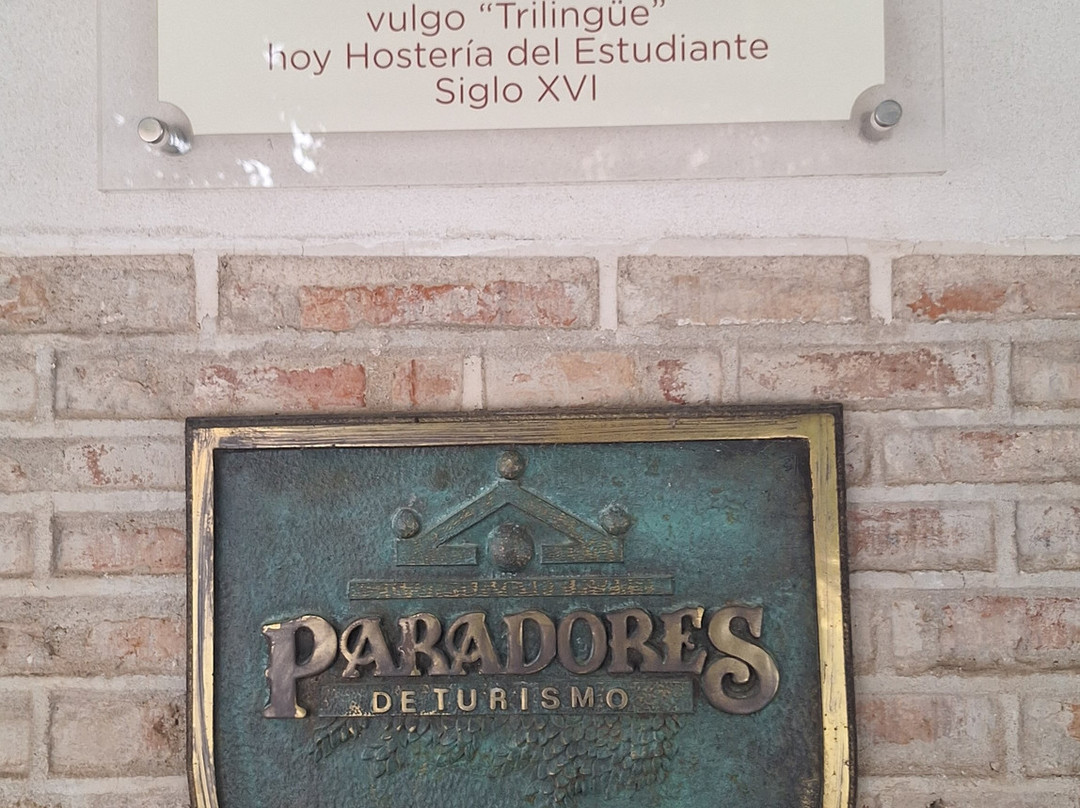 vulgo “Trilingüe”
hoy Hostería del Estudiante
Siglo XVI
PARADORES
DE TURISMO